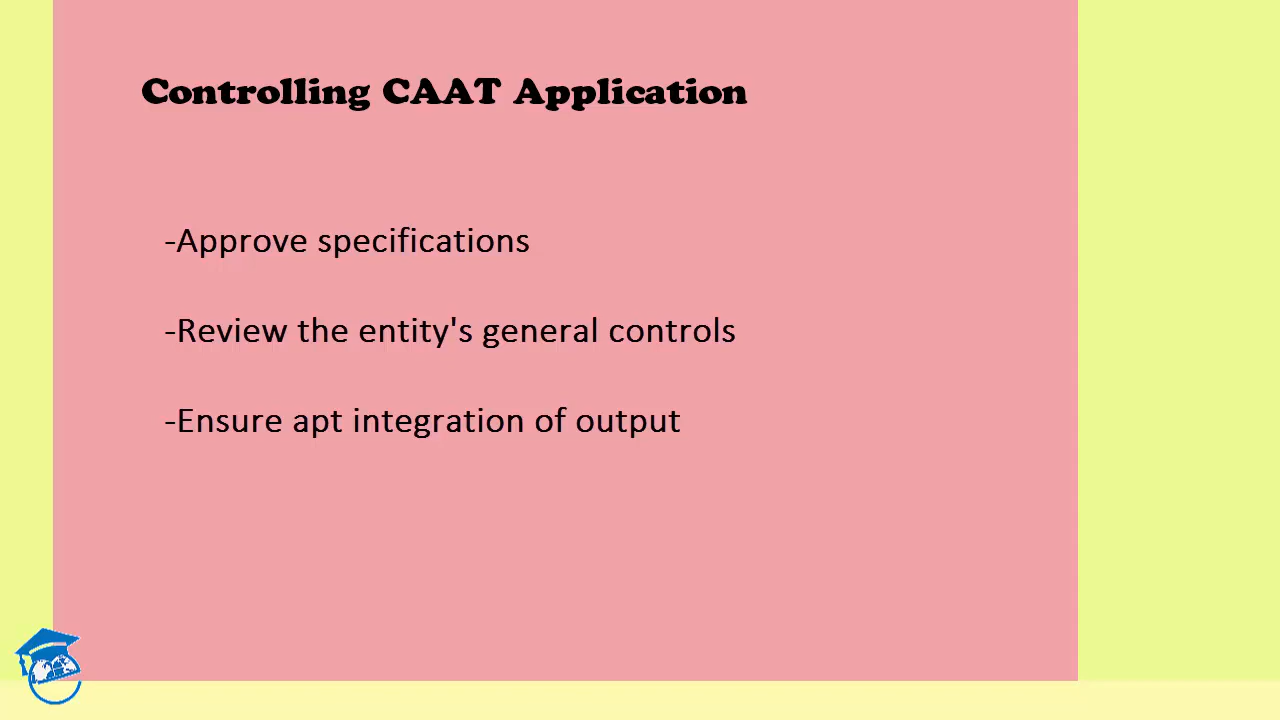 Controlling CAAT Application
-Approve specifications
-Review the entity's general controls
-Ensure apt integration of output